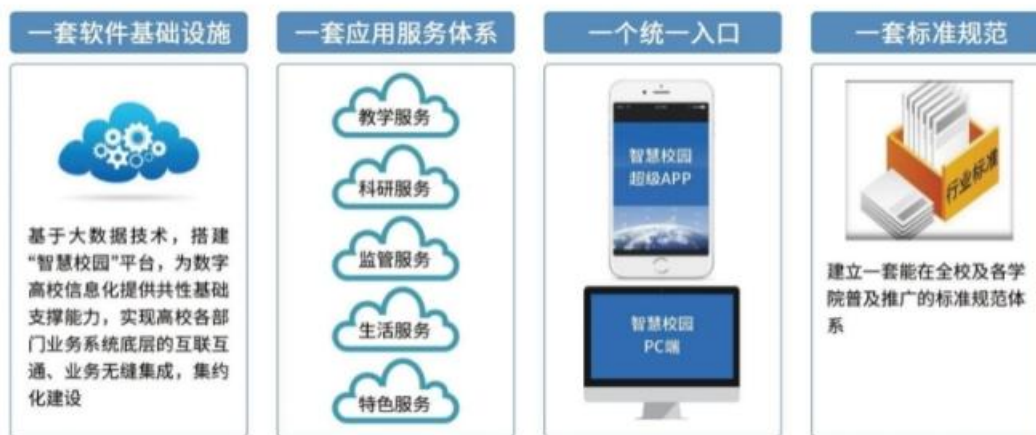 一套软件基础设施
一套应用服务体系
一个统一入口
一套标准规范
基于大数据技术，搭建
“智慧校园”平台，为数字
高校信息化提供共性基础
支撑能力，实现高校各部
门业务系统底层的互联互
通、业务无缝集成，集约
化建设
教学服务
科研服务
监管服务
生活服务
特色服务
智慧校园
超级APP
智慧校园
PC端
行业标准
建立一套能在全校及各学
院普及推广的标准规范体
系